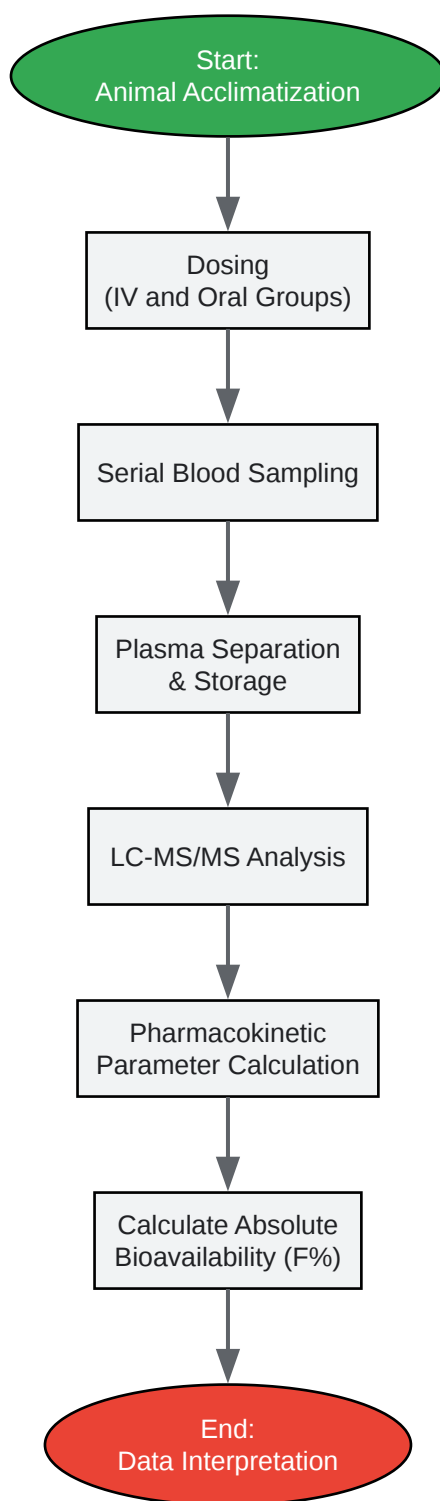 Start:
Animal Acclimatization
Dosing
(IV and Oral Groups)
Serial Blood Sampling
Plasma Separation
& Storage
LC-MS/MS Analysis
Pharmacokinetic
Parameter Calculation
Calculate Absolute
Bioavailability (F%)
End:
Data Interpretation